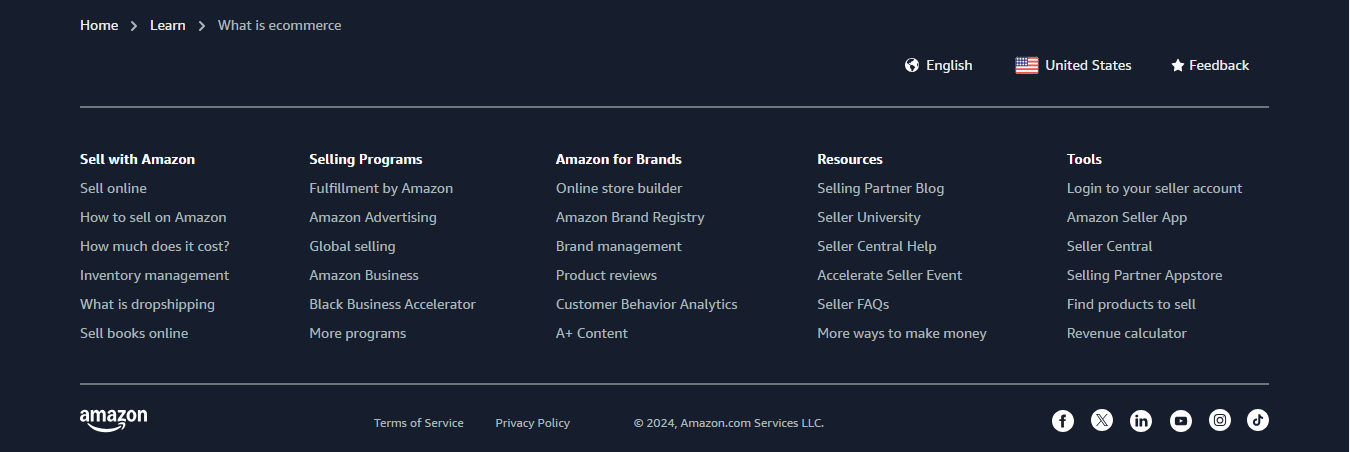 Home > Learn > What is ecommerce
English United States Feedback
Sell with Amazon Selling Programs Amazon for Brands Resources Tools
Sell online Fulfillment by Amazon Online store builder Selling Partner Blog Login to your seller account
How to sell on Amazon Amazon Advertising Amazon Brand Registry Seller University Amazon Seller App
How much does it cost? Global selling Brand management Seller Central Help Seller Central
Inventory management Amazon Business Product reviews Accelerate Seller Event Selling Partner Appstore
What is dropshipping Black Business Accelerator Customer Behavior Analytics Seller FAQs Find products to sell
Sell books online More programs A+ Content More ways to make money Revenue calculator
amazon Terms of Service Privacy Policy © 2024, Amazon.com Services LLC.